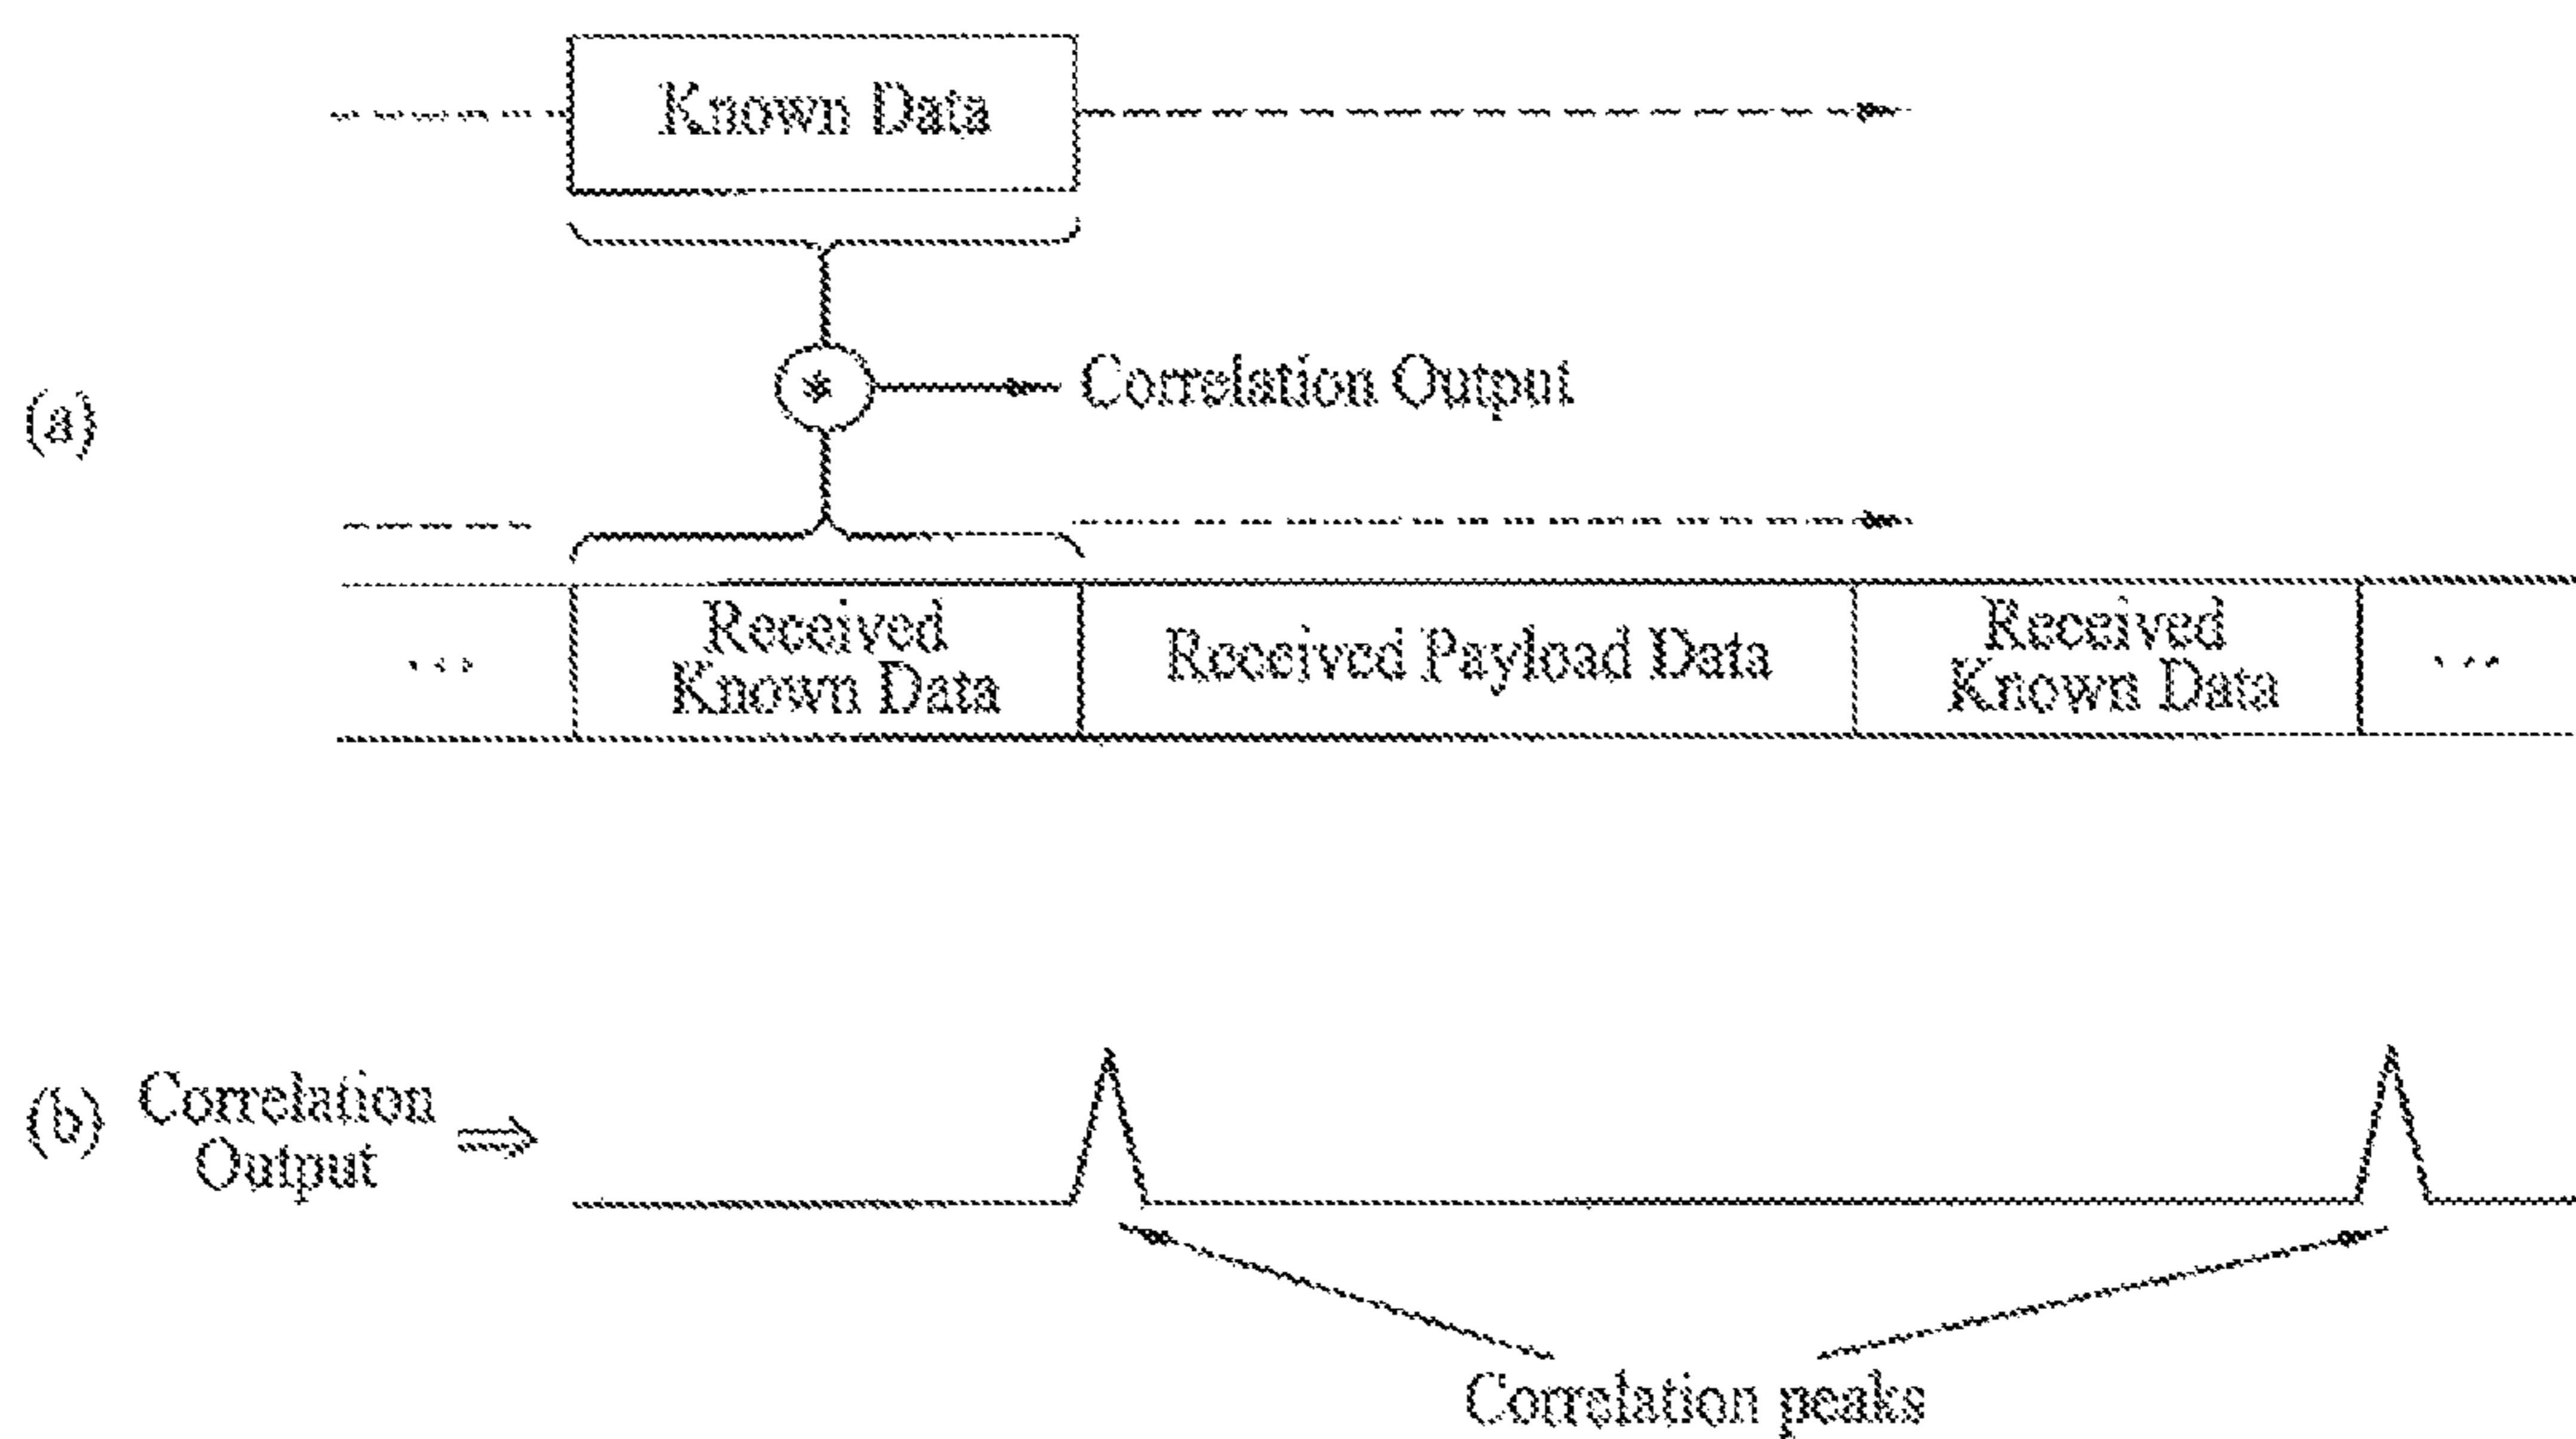 Known Data
*
Correlation Output
(a)
... Received Known Data Received Payload Data Received Known Data ...
(b) Correlation Output ⇒
Correlation peaks